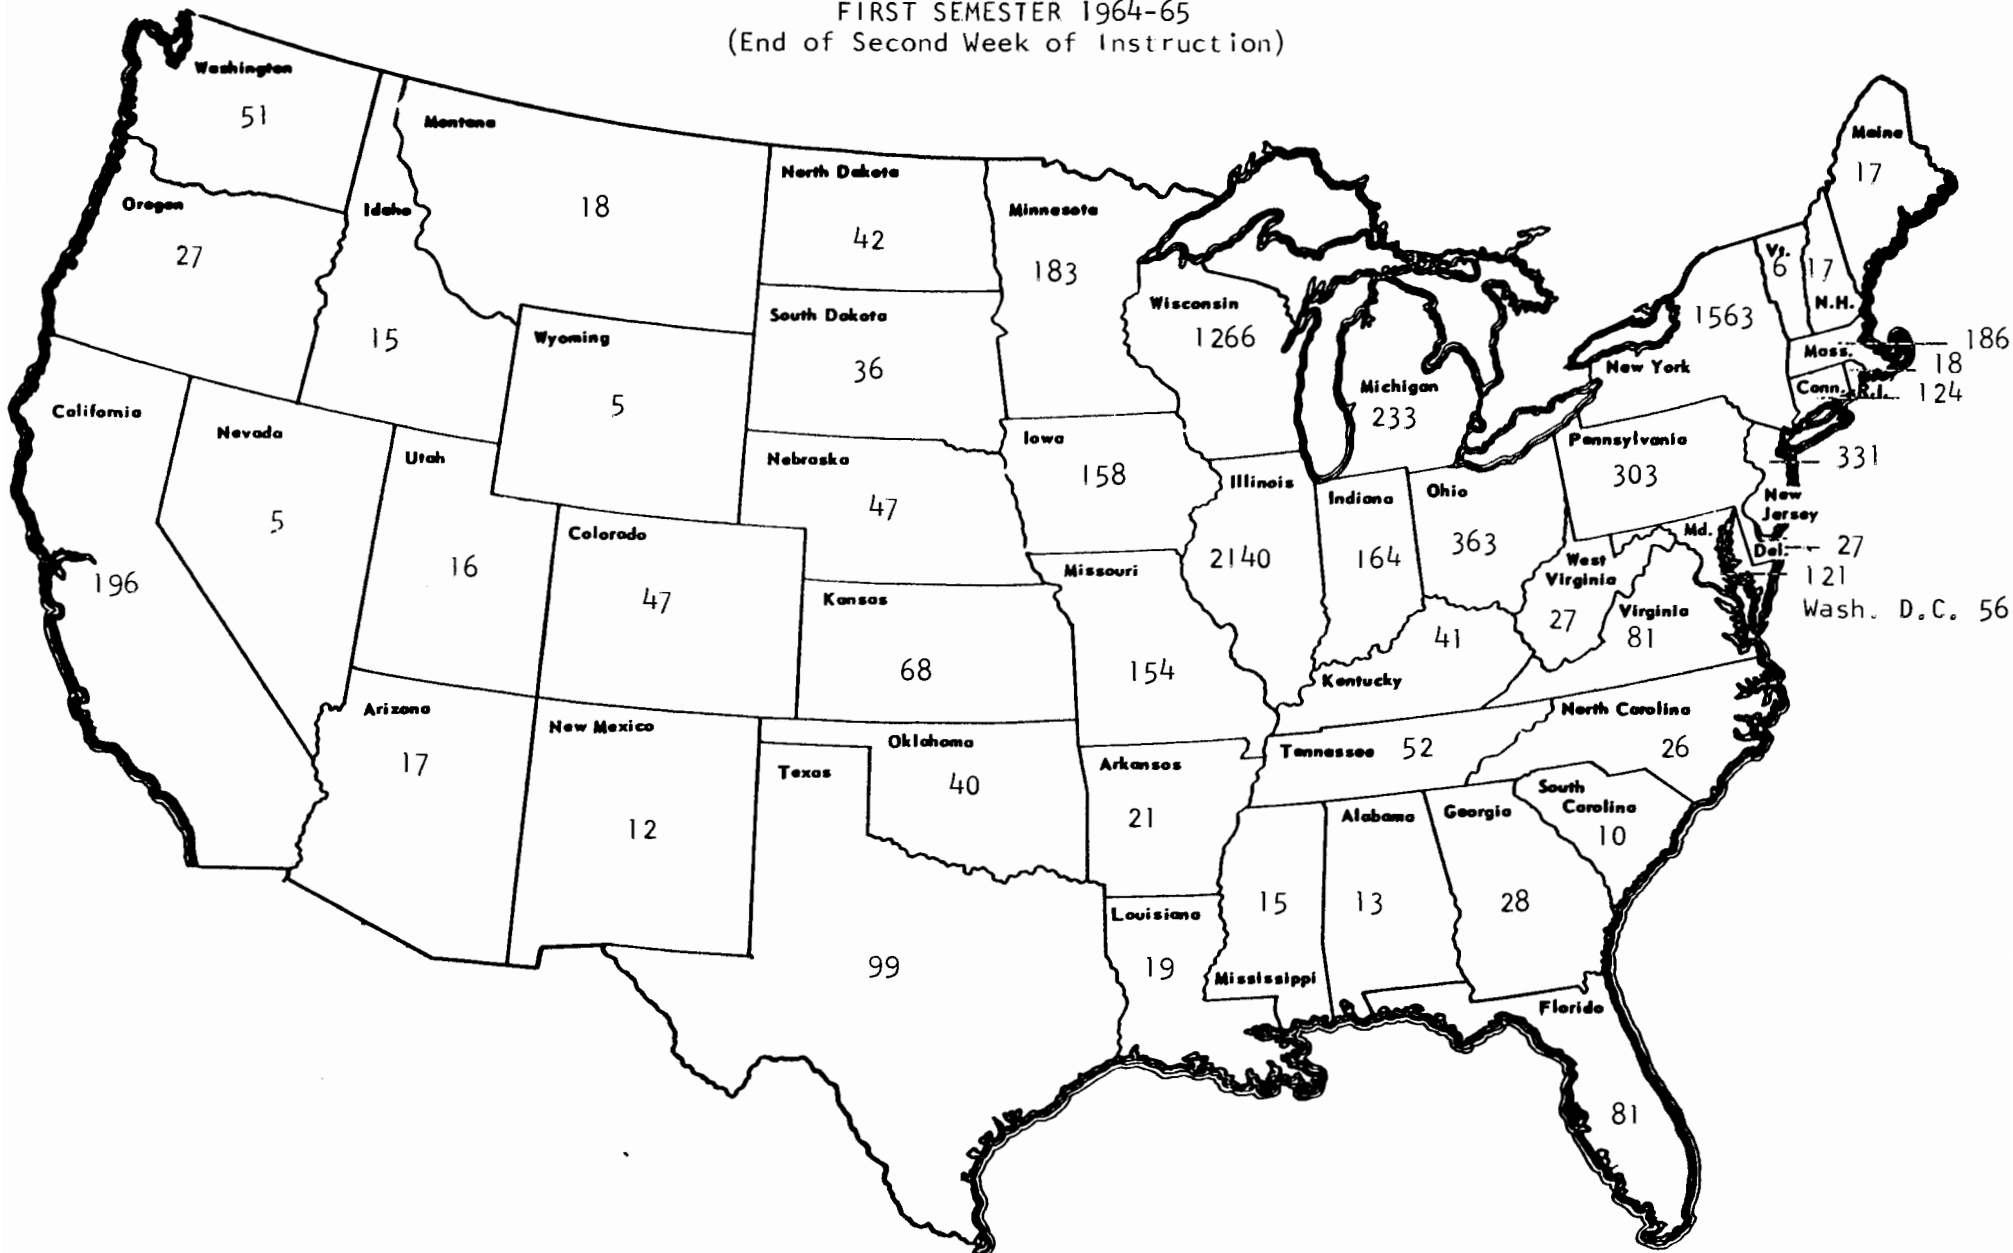 FIRST SEMESTER 1964-65
(End of Second Week of Instruction)
Washington
51
Montana
18
North Dakota
42
Minnesota
183
Maine
17
Oregon
27
Idaho
15
Wyoming
5
South Dakota
36
Wisconsin
1266
Michigan
233
New York
1563
Vt.
6
17
N.H.
Mass.
186
18
Conn.
R.I.
124
California
196
Nevada
5
Utah
16
Colorado
47
Nebraska
47
Iowa
158
Illinois
2140
Indiana
164
Ohio
363
Pennsylvania
303
331
New
Jersey
Md.
Del.
27
121
Wash. D.C. 56
Kansas
68
Missouri
154
41
Kentucky
West
Virginia
27
Virginia
81
Arizona
17
New Mexico
12
Texas
99
Oklahoma
40
Arkansas
21
Tennessee
52
North Carolina
26
South
Carolina
10
Louisiana
19
15
Mississippi
Alabama
13
Georgia
28
Florida
81